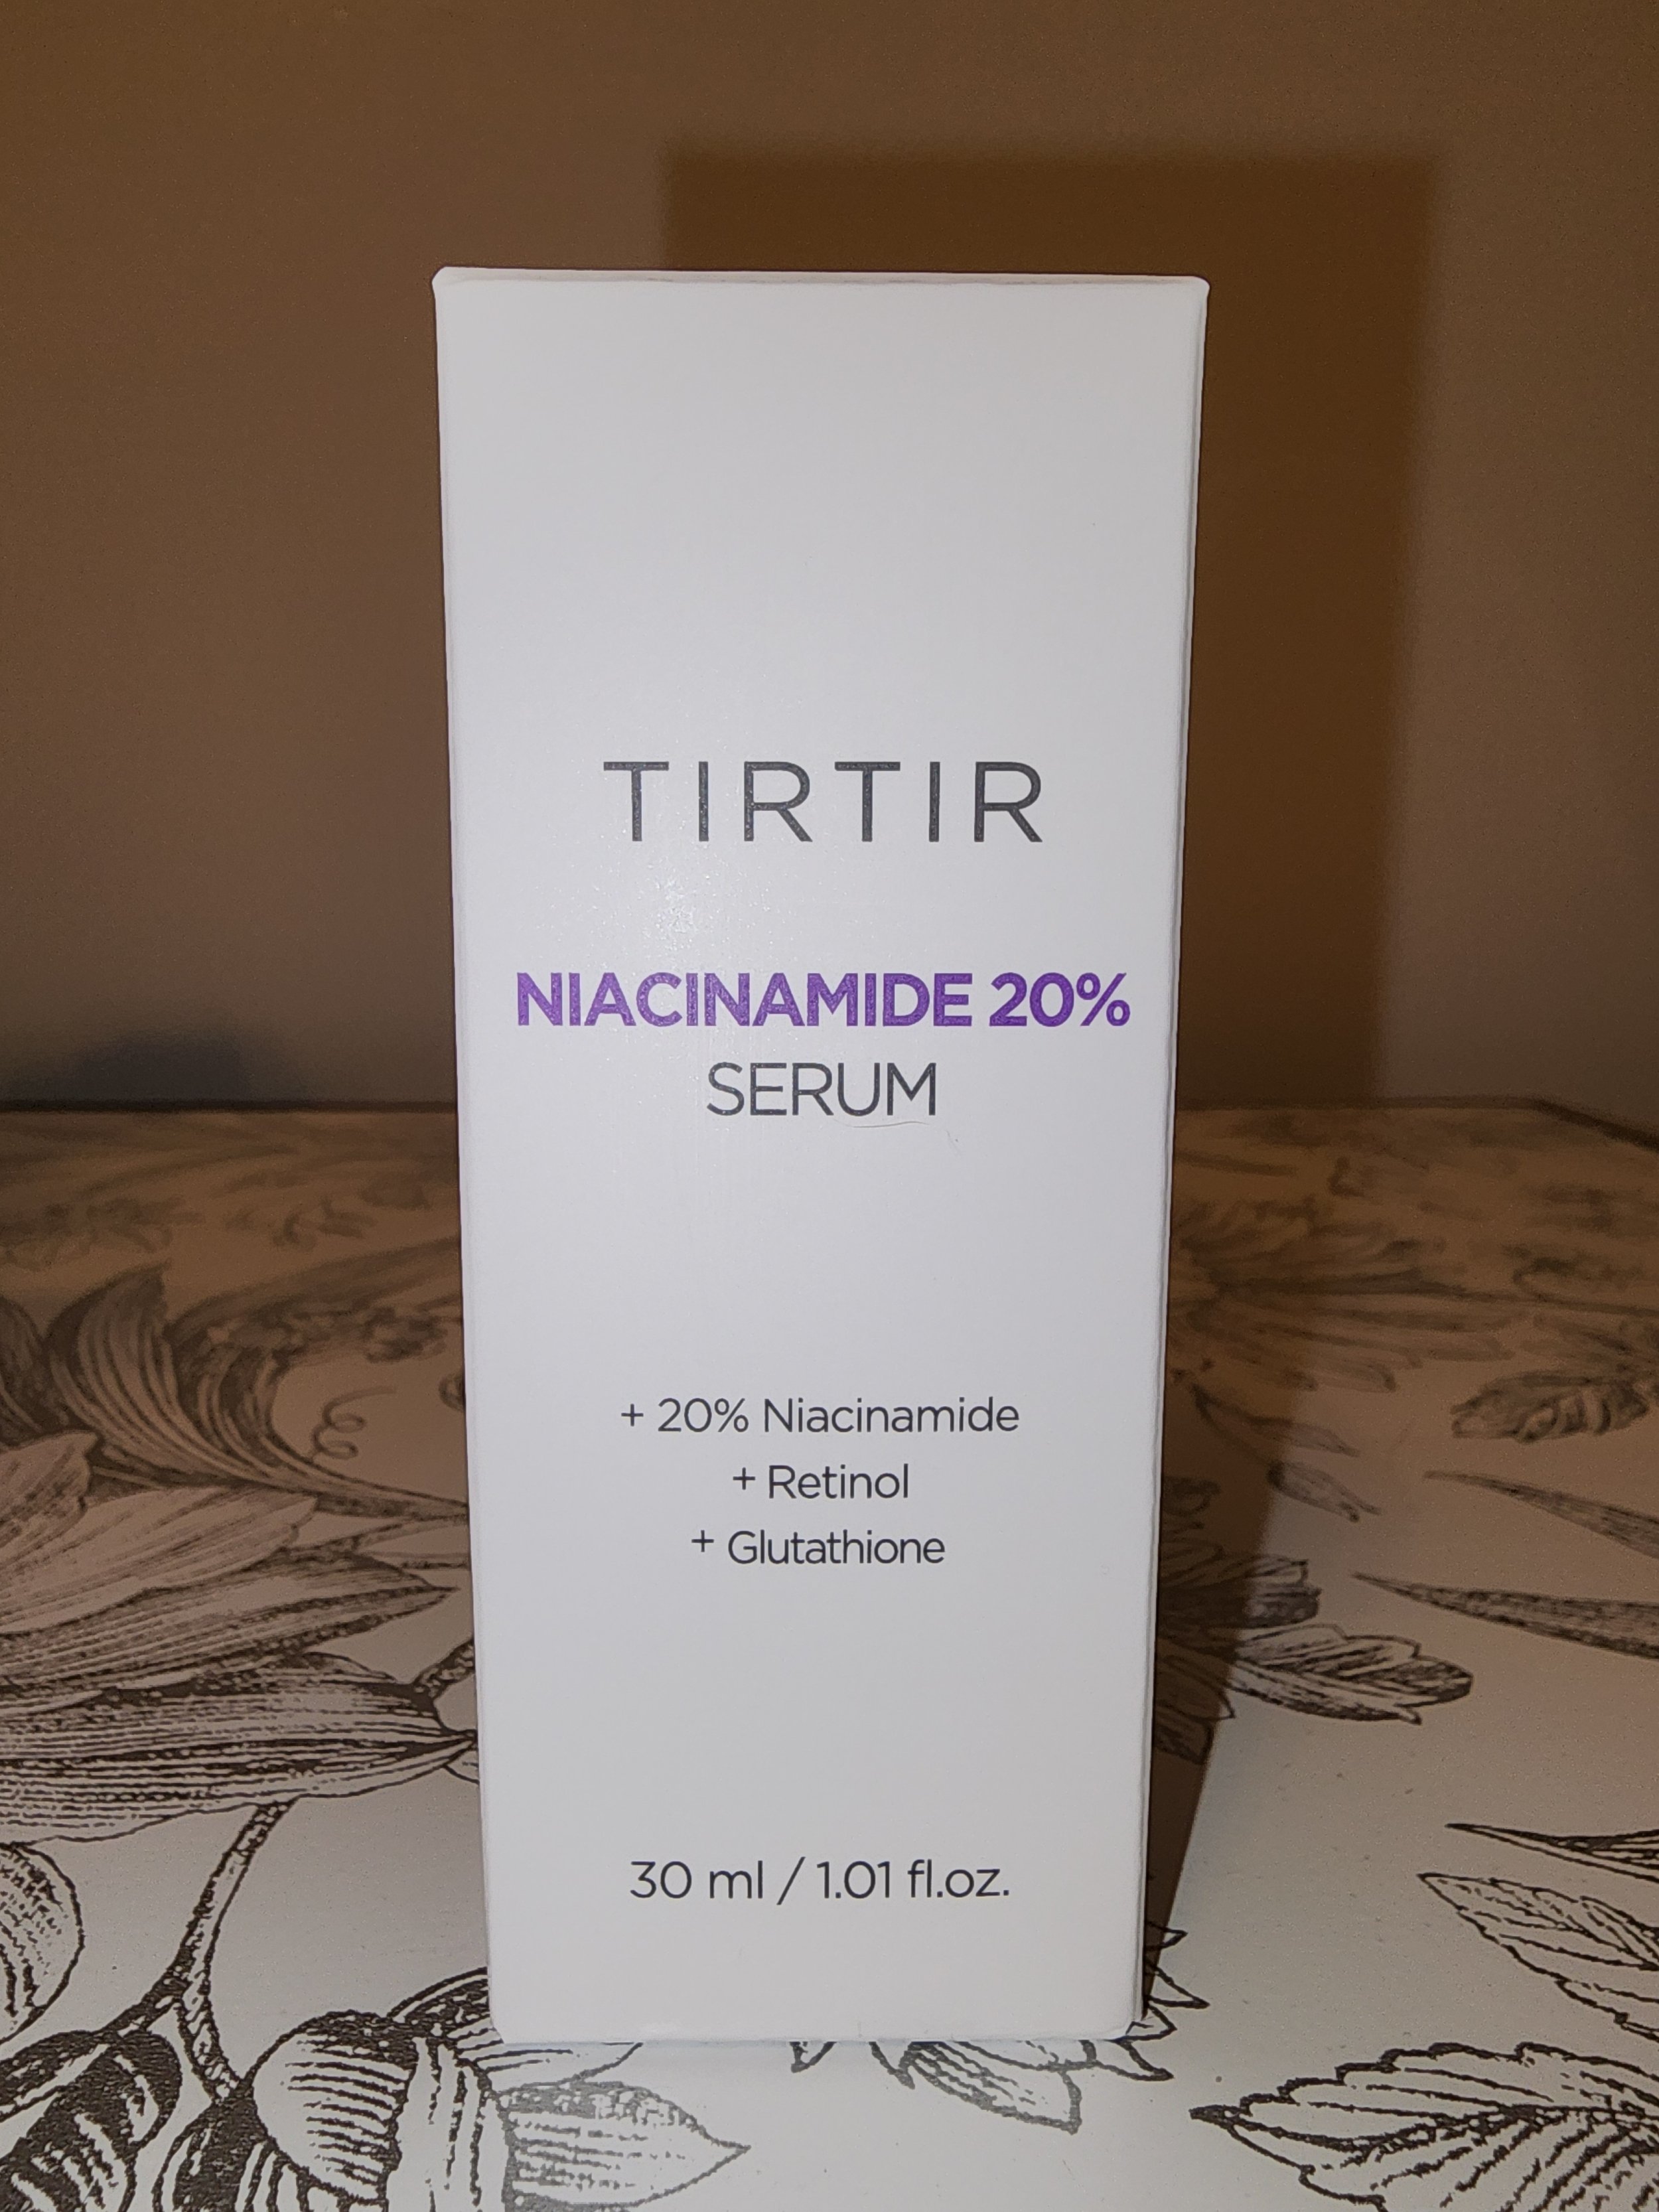 TIRTIR
NIACINAMIDE 20%
SERUM
+ 20% Niacinamide
+ Retinol
+ Glutathione
30 ml / 1.01 fl.oz.